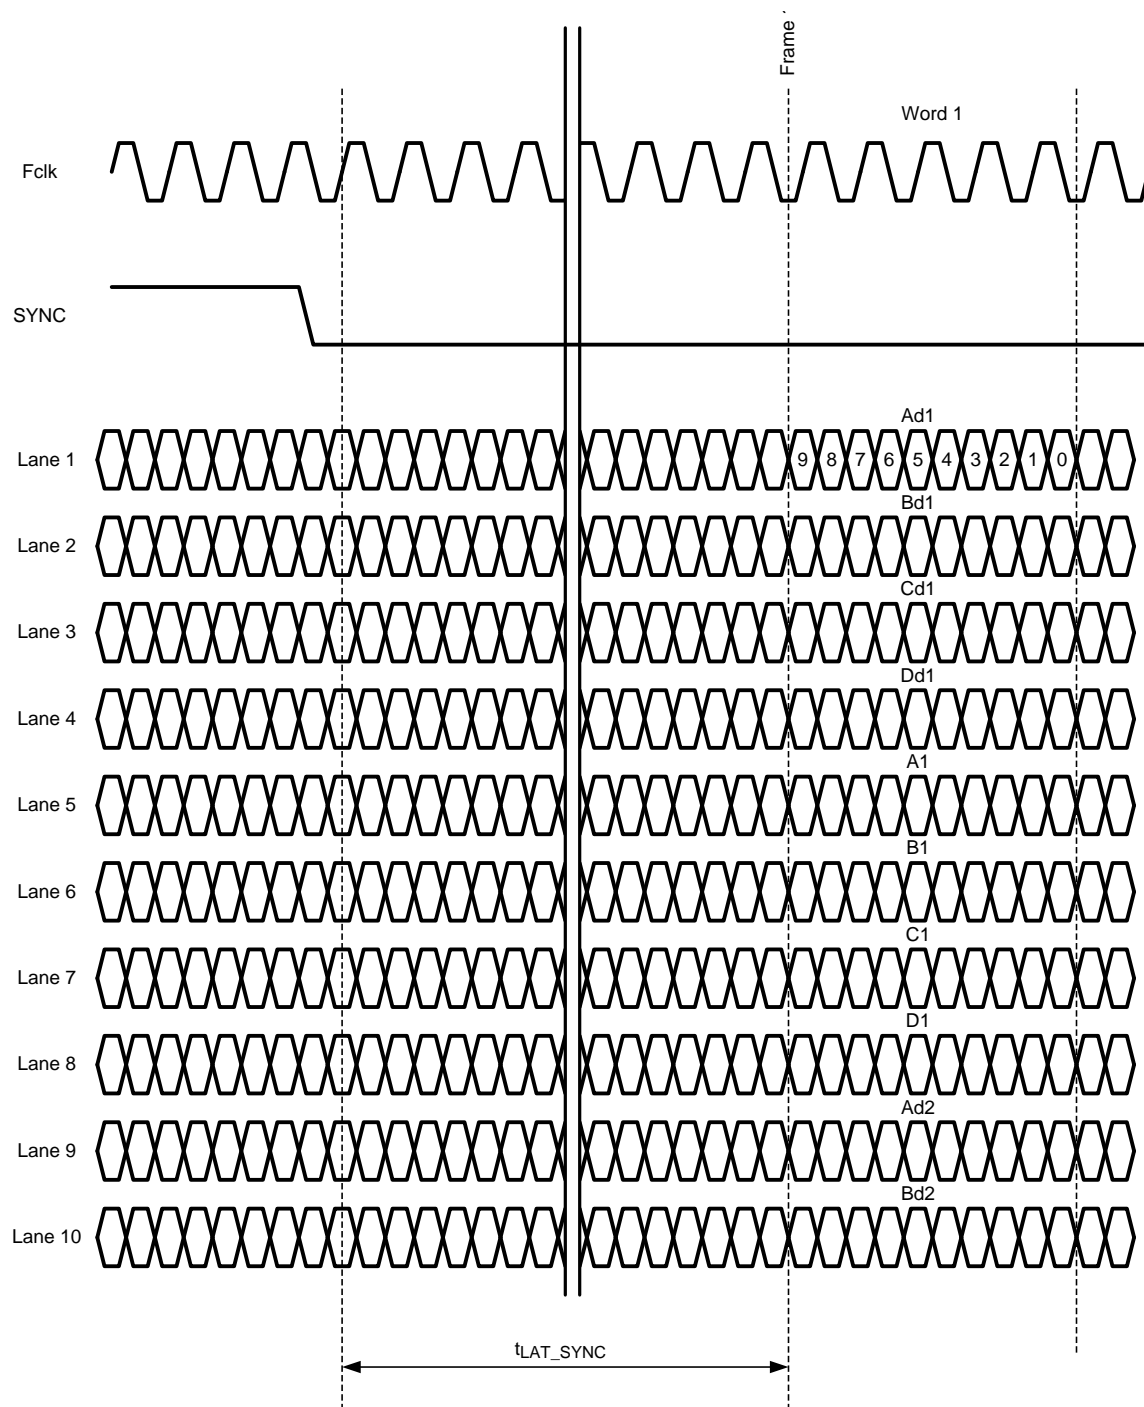 Frame
Word 1
Fclk
SYNC
Ad1
Lane 1 9 8 7 6 5 4 3 2 1 0
Bd1
Lane 2
Cd1
Lane 3
Dd1
Lane 4
A1
Lane 5
B1
Lane 6
C1
Lane 7
D1
Lane 8
Ad2
Lane 9
Bd2
Lane 10
tLAT_SYNC